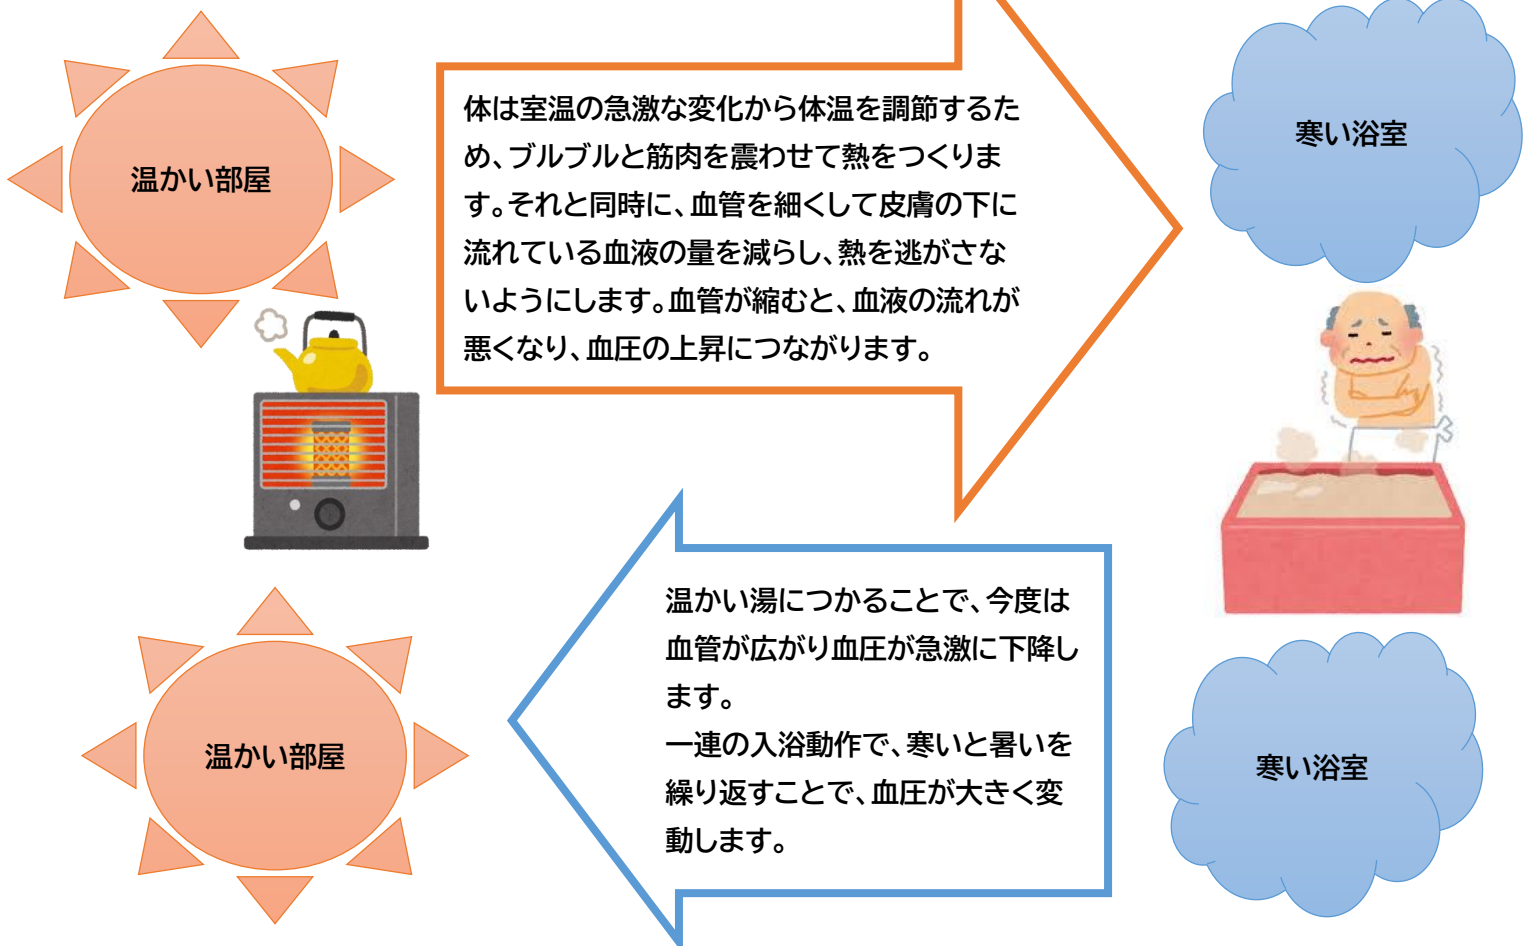 温かい部屋
体は室温の急激な変化から体温を調節するた
め、ブルブルと筋肉を震わせて熱をつくりま
す。それと同時に、血管を細くして皮膚の下に
流れている血液の量を減らし、熱を逃がさな
いようにします。血管が縮むと、血液の流れが
悪くなり、血圧の上昇につながります。
寒い浴室
温かい部屋
温かい湯につかることで、今度は
血管が広がり血圧が急激に下降し
ます。
一連の入浴動作で、寒いと暑いを
繰り返すことで、血圧が大きく変
動します。
寒い浴室